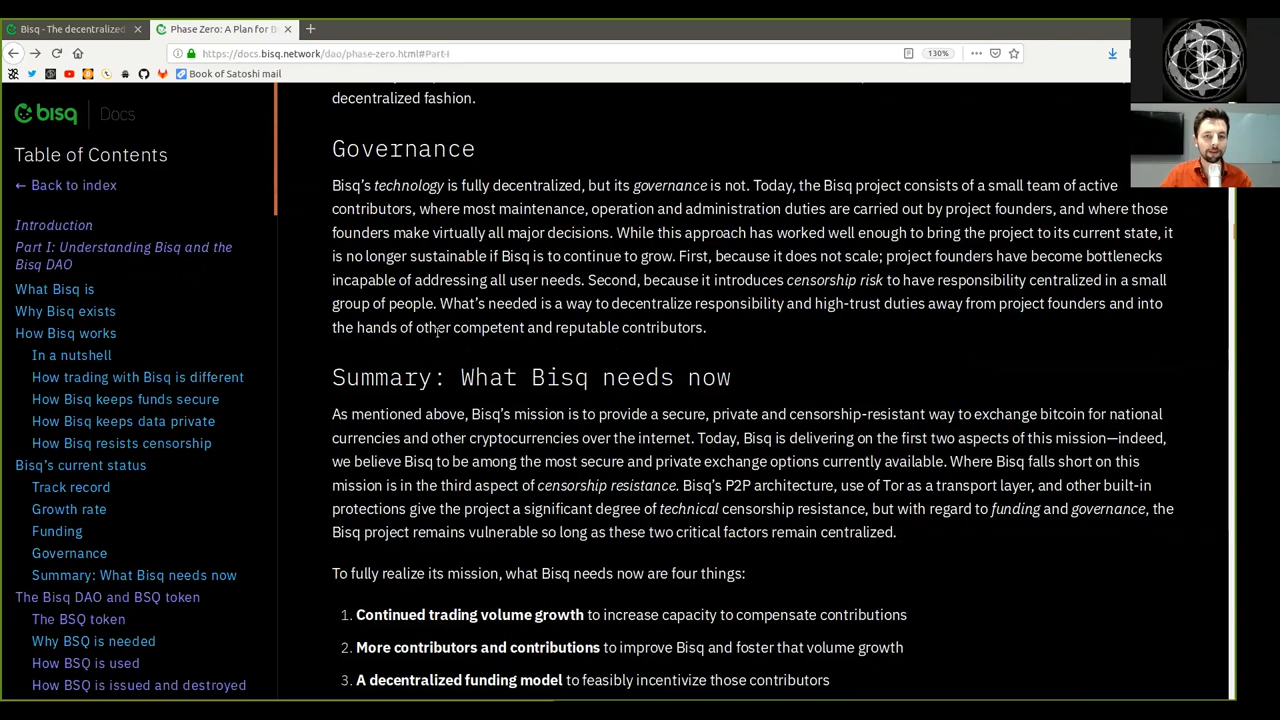 Bisq - The decentralized
Phase Zero: A Plan for B
https://docs.bisq.network/dao/phase-zero.html#Part-I
130%
Book of Satoshi mail
bisq Docs
Table of Contents
← Back to index
Introduction
Part I: Understanding Bisq and the
Bisq DAO
What Bisq is
Why Bisq exists
How Bisq works
In a nutshell
How trading with Bisq is different
How Bisq keeps funds secure
How Bisq keeps data private
How Bisq resists censorship
Bisq's current status
Track record
Growth rate
Funding
Governance
Summary: What Bisq needs now
The Bisq DAO and BSQ token
The BSQ token
Why BSQ is needed
How BSQ is used
How BSQ is issued and destroyed
decentralized fashion.
Governance
Bisq's technology is fully decentralized, but its governance is not. Today, the Bisq project consists of a small team of active
contributors, where most maintenance, operation and administration duties are carried out by project founders, and where those
founders make virtually all major decisions. While this approach has worked well enough to bring the project to its current state, it
is no longer sustainable if Bisq is to continue to grow. First, because it does not scale; project founders have become bottlenecks
incapable of addressing all user needs. Second, because it introduces censorship risk to have responsibility centralized in a small
group of people. What's needed is a way to decentralize responsibility and high-trust duties away from project founders and into
the hands of other competent and reputable contributors.
Summary: What Bisq needs now
As mentioned above, Bisq's mission is to provide a secure, private and censorship-resistant way to exchange bitcoin for national
currencies and other cryptocurrencies over the internet. Today, Bisq is delivering on the first two aspects of this mission—indeed,
we believe Bisq to be among the most secure and private exchange options currently available. Where Bisq falls short on this
mission is in the third aspect of censorship resistance. Bisq's P2P architecture, use of Tor as a transport layer, and other built-in
protections give the project a significant degree of technical censorship resistance, but with regard to funding and governance, the
Bisq project remains vulnerable so long as these two critical factors remain centralized.
To fully realize its mission, what Bisq needs now are four things:
1. Continued trading volume growth to increase capacity to compensate contributions
2. More contributors and contributions to improve Bisq and foster that volume growth
3. A decentralized funding model to feasibly incentivize those contributors